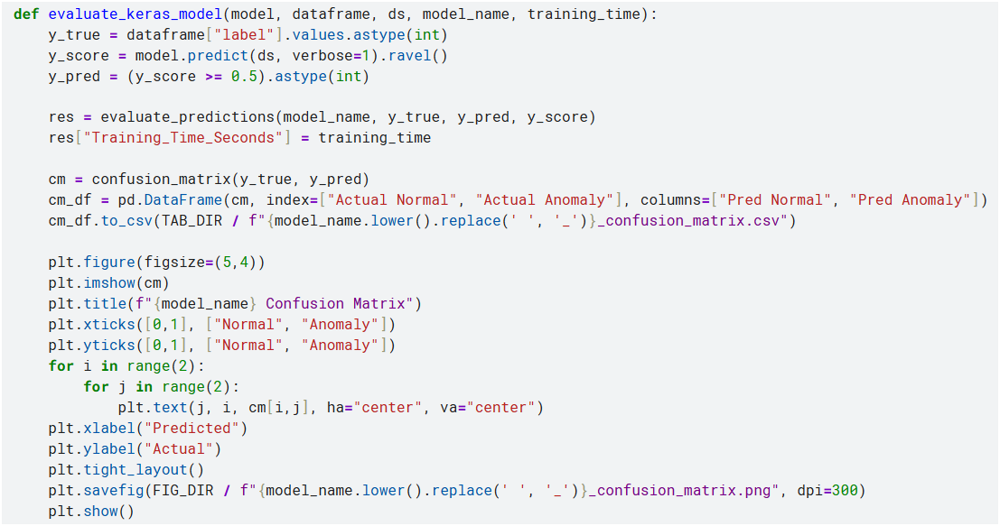 def evaluate_keras_model(model, dataframe, ds, model_name, training_time):
    y_true = dataframe["label"].values.astype(int)
    y_score = model.predict(ds, verbose=1).ravel()
    y_pred = (y_score >= 0.5).astype(int)

    res = evaluate_predictions(model_name, y_true, y_pred, y_score)
    res["Training_Time_Seconds"] = training_time

    cm = confusion_matrix(y_true, y_pred)
    cm_df = pd.DataFrame(cm, index=["Actual Normal", "Actual Anomaly"], columns=["Pred Normal", "Pred Anomaly"])
    cm_df.to_csv(TAB_DIR / f"{model_name.lower().replace(' ', '_')}_confusion_matrix.csv")

    plt.figure(figsize=(5,4))
    plt.imshow(cm)
    plt.title(f"{model_name} Confusion Matrix")
    plt.xticks([0,1], ["Normal", "Anomaly"])
    plt.yticks([0,1], ["Normal", "Anomaly"])
    for i in range(2):
        for j in range(2):
            plt.text(j, i, cm[i,j], ha="center", va="center")
    plt.xlabel("Predicted")
    plt.ylabel("Actual")
    plt.tight_layout()
    plt.savefig(FIG_DIR / f"{model_name.lower().replace(' ', '_')}_confusion_matrix.png", dpi=300)
    plt.show()